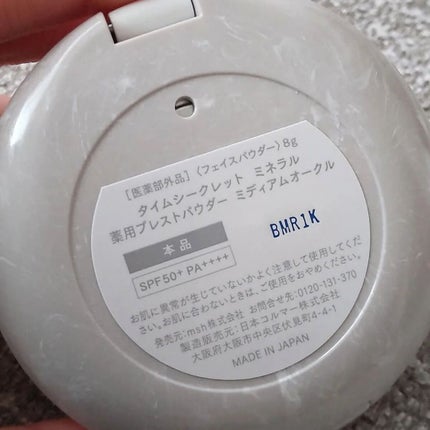 [医薬部外品]〈フェイスパウダー〉8g
タイムシークレット ミネラル
薬用プレストパウダー ミディアムオークル
本品
BMR1K
SPF50+ PA++++
お肌に異常が生じていないかよく注意して使用してくだ
さい。お肌に合わないときは、ご使用をおやめください。
発売元:msh株式会社 お問合せ先:0120-131-370
製造販売元:日本コルマー株式会社
大阪府大阪市中央区伏見町4-4-1
MADE IN JAPAN